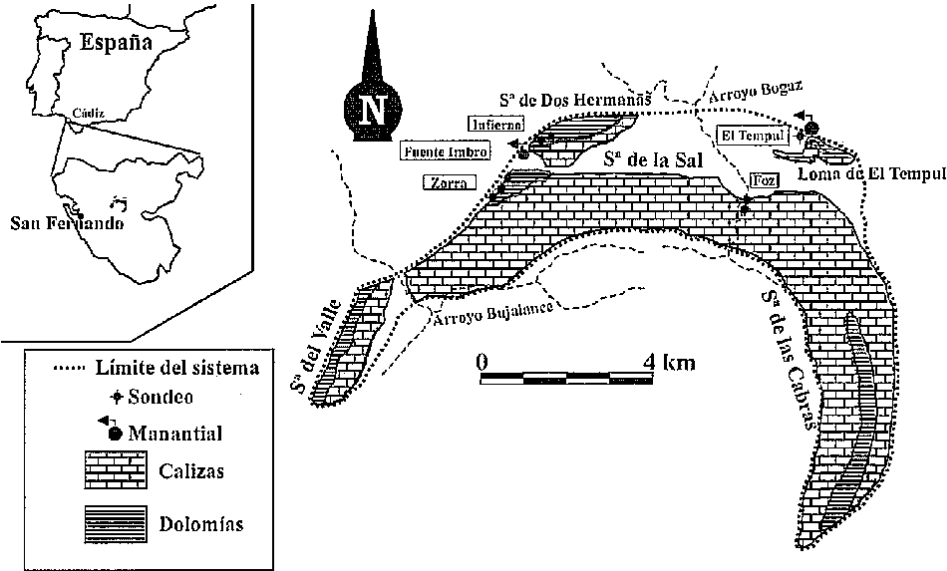 España
Cádiz
San Fernando
N
Sª de Dos Hermanas
Arroyo Bogaz
Infierno
El Tempul
Fuente Imbro
Sª de la Sal
Zorra
Foz
Loma de El Tempul
Sª del Valle
Arroyo Bujalance
Sª de las Cabras
0 4 km
Límite del sistema
Sondeo
Manantial
Calizas
Dolomías